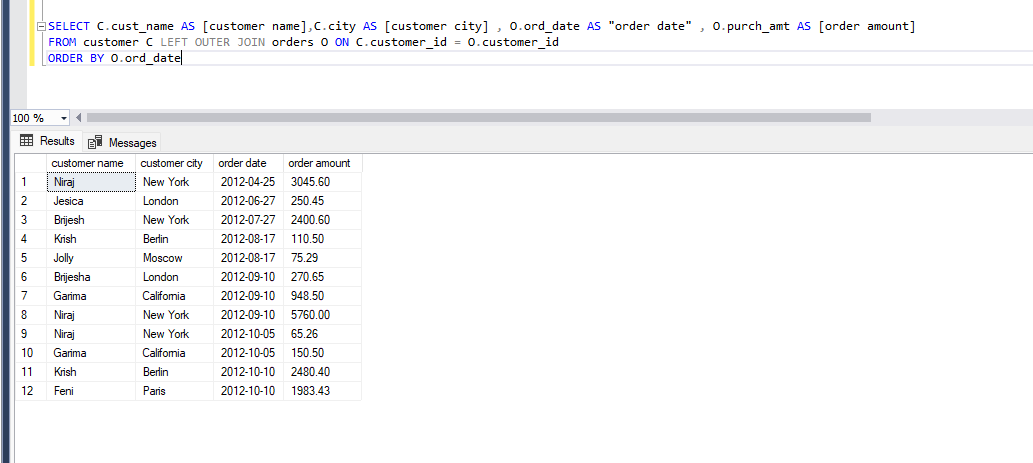 SELECT C.cust_name AS [customer name],C.city AS [customer city] , O.ord_date AS "order date" , O.purch_amt AS [order amount]
FROM customer C LEFT OUTER JOIN orders O ON C.customer_id = O.customer_id
ORDER BY O.ord_date
100 %
Results Messages
customer name customer city order date order amount
1 Niraj New York 2012-04-25 3045.60
2 Jesica London 2012-06-27 250.45
3 Brijesh New York 2012-07-27 2400.60
4 Krish Berlin 2012-08-17 110.50
5 Jolly Moscow 2012-08-17 75.29
6 Brijesha London 2012-09-10 270.65
7 Garima California 2012-09-10 948.50
8 Niraj New York 2012-09-10 5760.00
9 Niraj New York 2012-10-05 65.26
10 Garima California 2012-10-05 150.50
11 Krish Berlin 2012-10-10 2480.40
12 Feni Paris 2012-10-10 1983.43